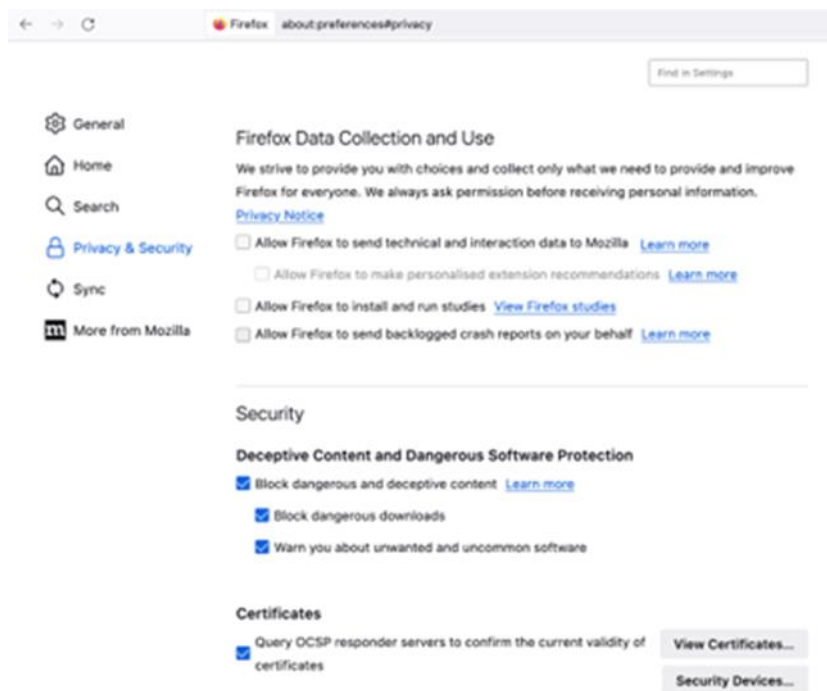 Firefox about:preferences#privacy
Find in Settings
General
Home
Search
Privacy & Security
Sync
m
More from Mozilla
Firefox Data Collection and Use
We strive to provide you with choices and collect only what we need to provide and improve
Firefox for everyone. We always ask permission before receiving personal information.
Privacy Notice
Allow Firefox to send technical and interaction data to Mozilla Learn more
Allow Firefox to make personalised extension recommendations Learn more
Allow Firefox to install and run studies View Firefox studies
Allow Firefox to send backlogged crash reports on your behalf Learn more
Security
Deceptive Content and Dangerous Software Protection
Block dangerous and deceptive content Learn more
Block dangerous downloads
Warn you about unwanted and uncommon software
Certificates
Query OCSP responder servers to confirm the current validity of
certificates
View Certificates...
Security Devices...